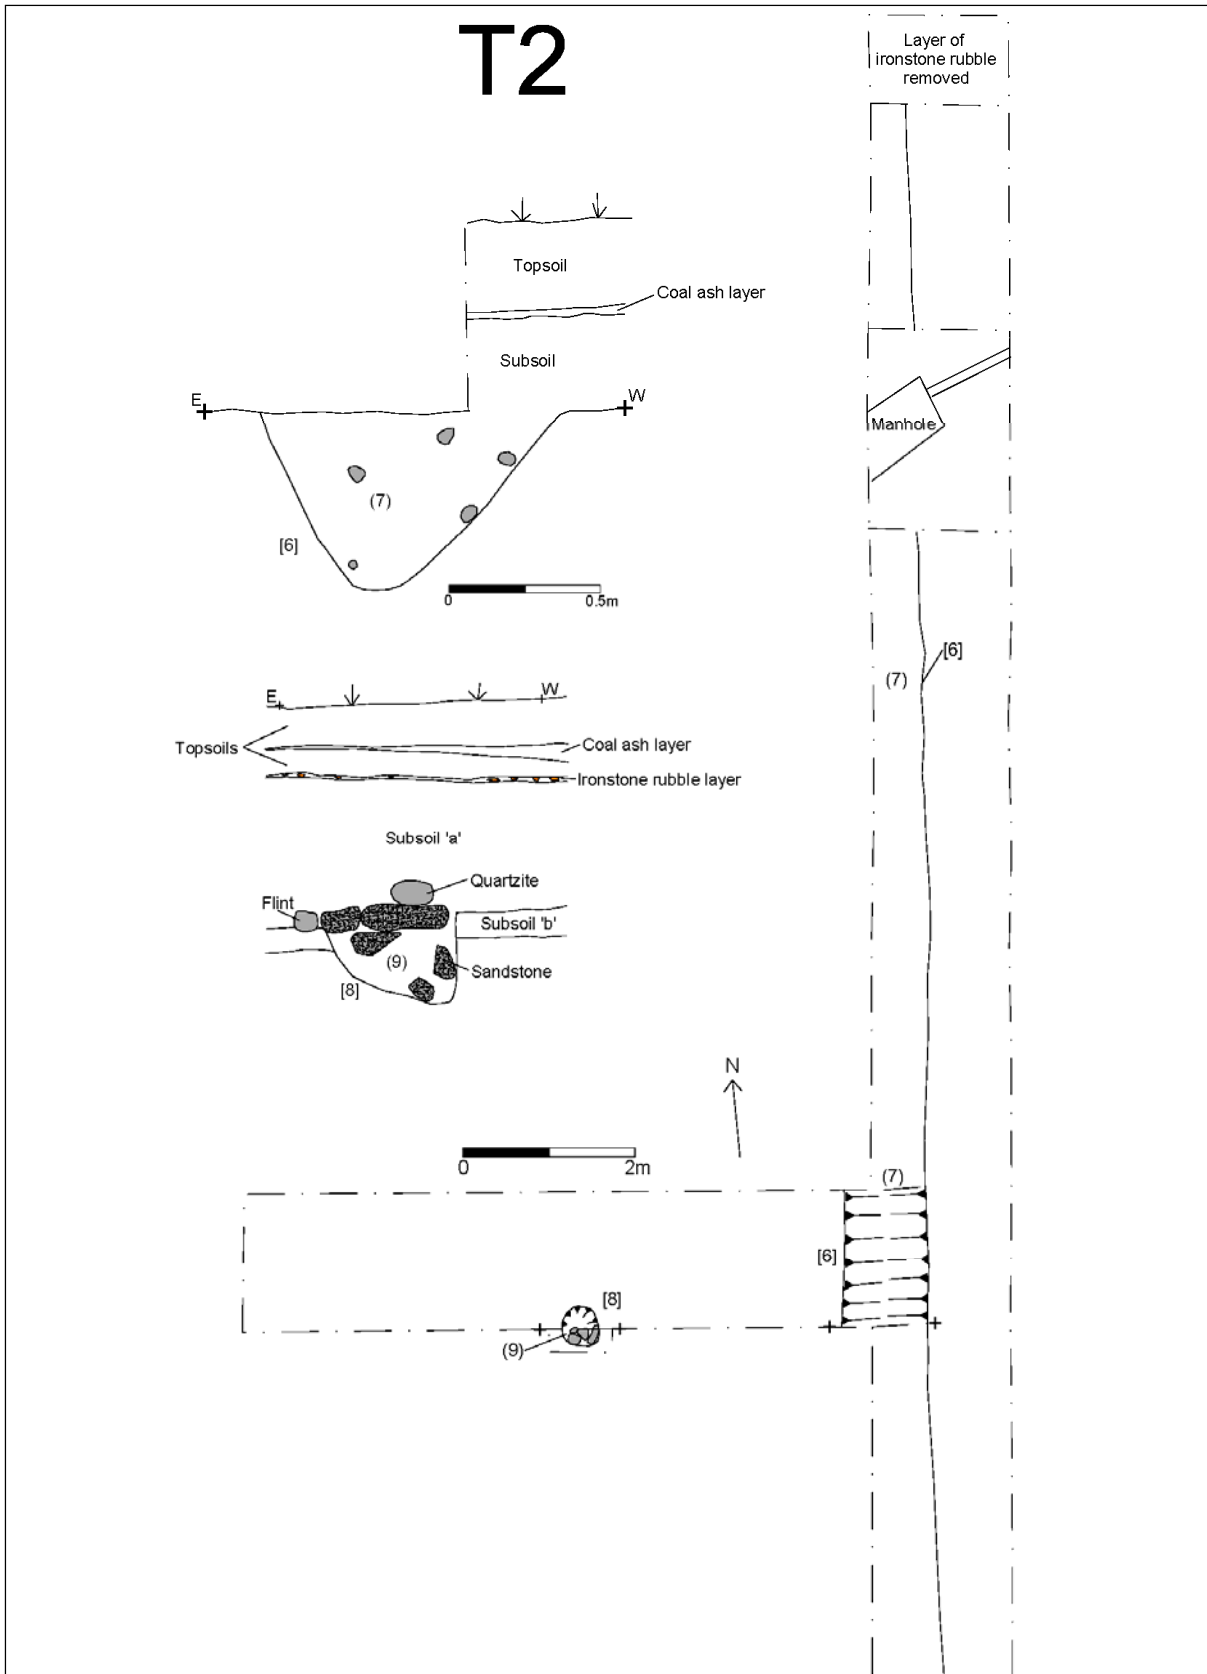 T2
Layer of
ironstone rubble
removed
Topsoil
Coal ash layer
Subsoil
E
W
Manhole
(7)
[6]
0
0.5m
[6]
(7)
E
W
Topsoils
Coal ash layer
Ironstone rubble layer
Subsoil 'a'
Quartzite
Flint
Subsoil 'b'
(9)
Sandstone
[8]
N
0
2m
(7)
[6]
[8]
(9)